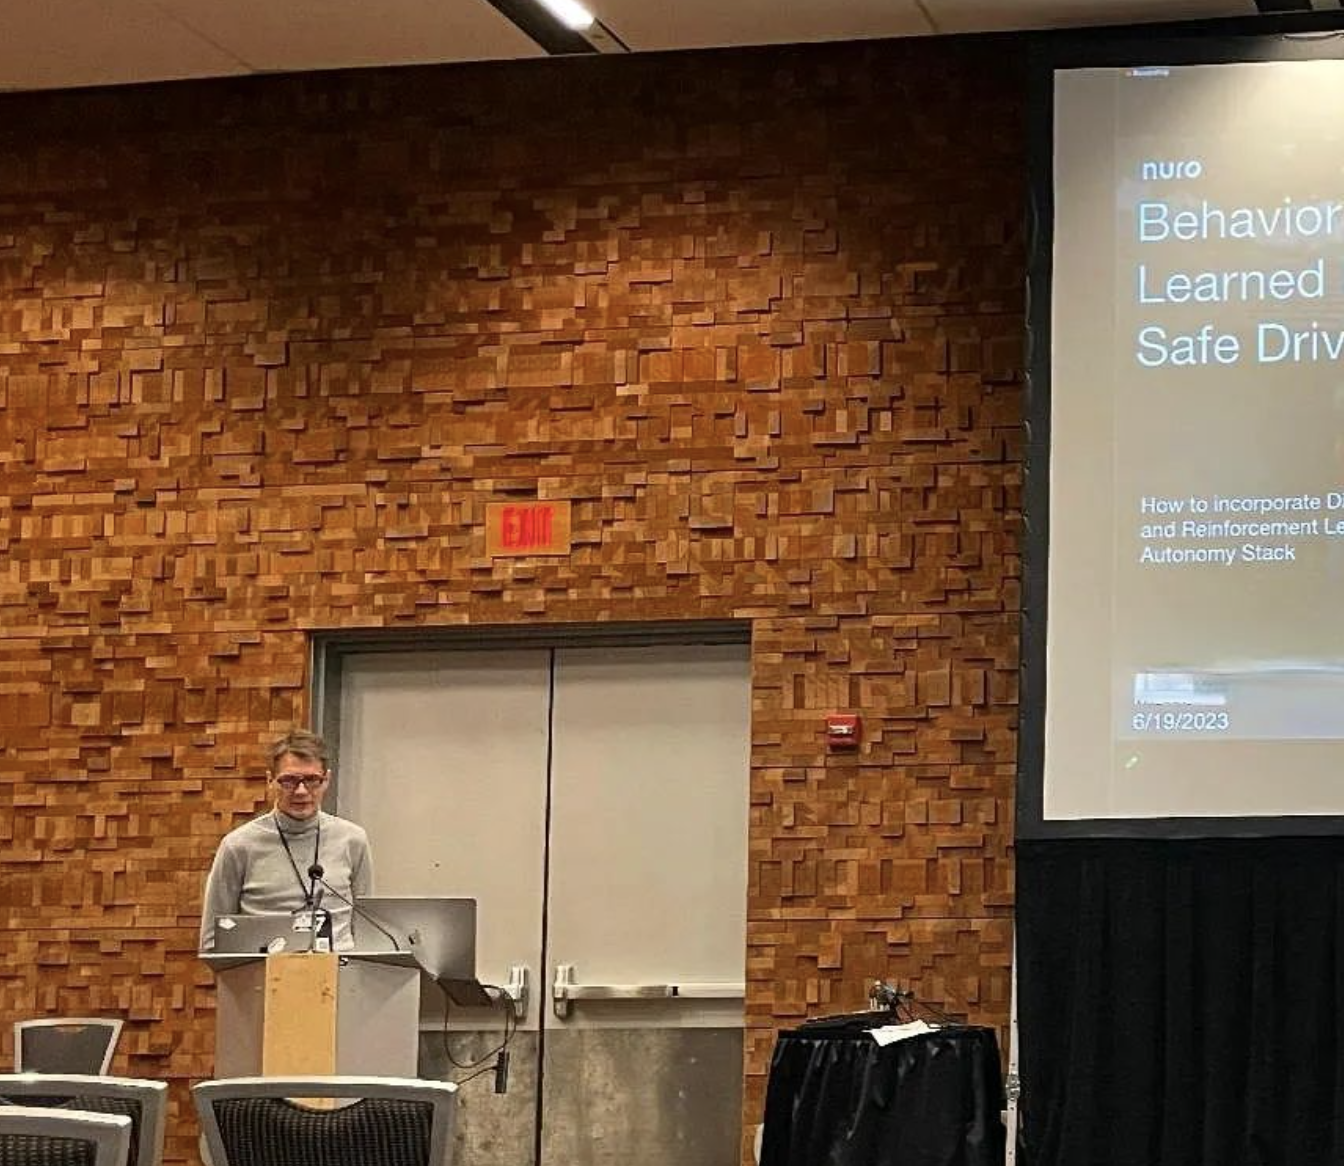 nuro
Behavior
Learned
Safe Driv
How to incorporate D
and Reinforcement Le
Autonomy Stack
6/19/2023
EXIT